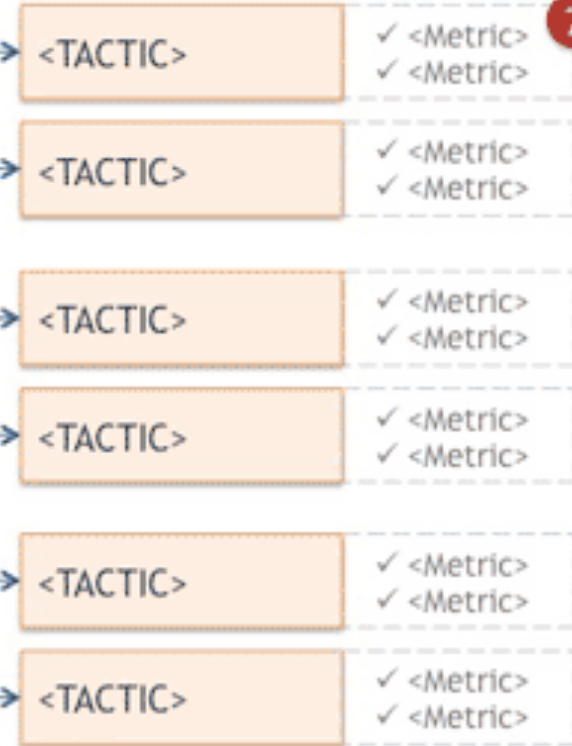 <TACTIC>
✓ <Metric>
✓ <Metric>
<TACTIC>
✓ <Metric>
✓ <Metric>
<TACTIC>
✓ <Metric>
✓ <Metric>
<TACTIC>
✓ <Metric>
✓ <Metric>
<TACTIC>
✓ <Metric>
✓ <Metric>
<TACTIC>
✓ <Metric>
✓ <Metric>